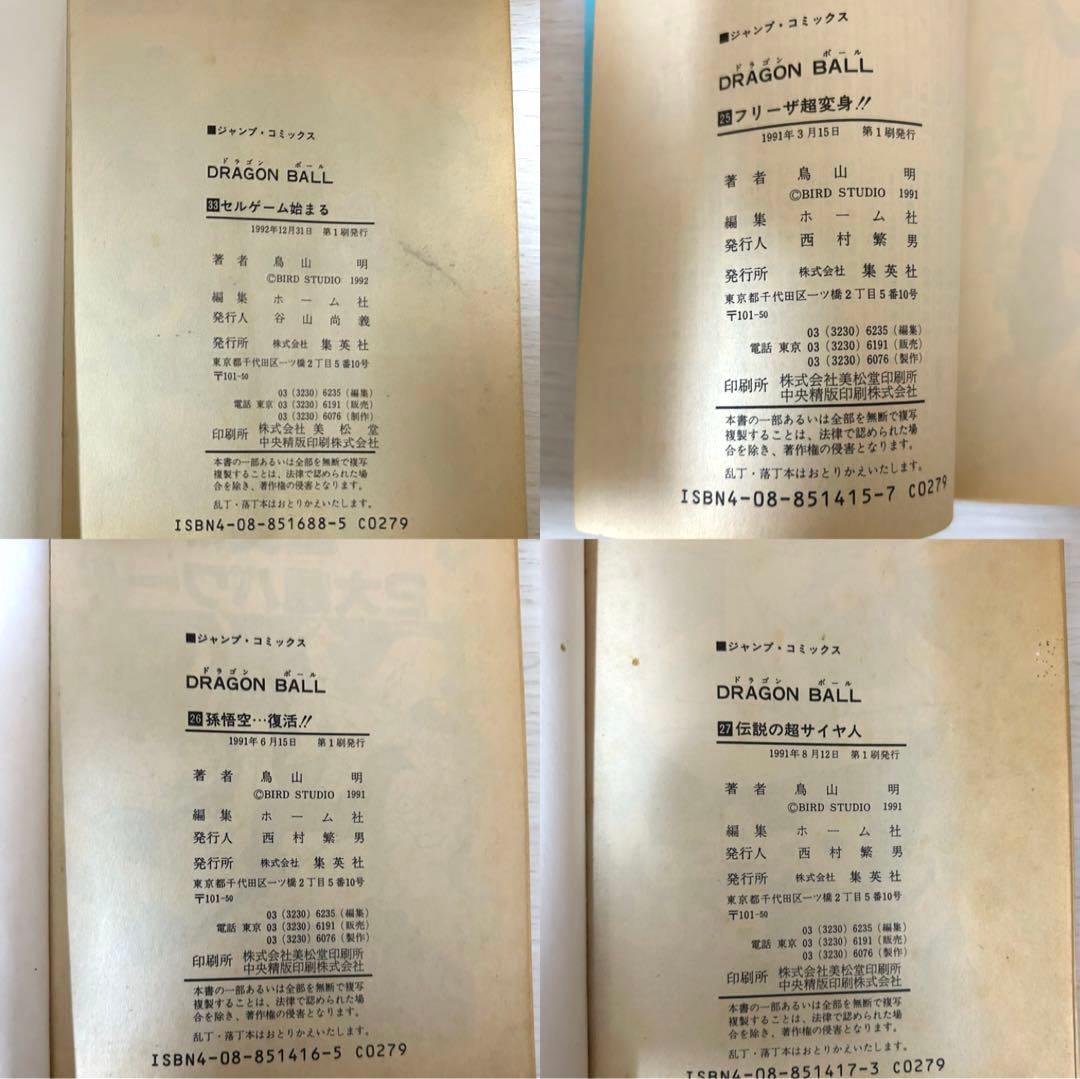 ■ジャンプ・コミックス
ドラゴン ボール
DRAGON BALL
33セルゲーム始まる
1992年12月31日 第1刷発行
著者 鳥山 明
©BIRD STUDIO 1992
編集 ホーム社
発行人 谷山尚義
発行所 株式会社 集英社
東京都千代田区一ツ橋2丁目5番10号
〒101-50
03(3230)6235(編集)
電話 東京 03(3230)6191(販売)
03(3230)6076(制作)
印刷所 株式会社 美松堂
中央精版印刷株式会社
本書の一部あるいは全部を無断で複写
複製することは、法律で認められた場
合を除き、著作権の侵害となります。
乱丁・落丁本はおとりかえいたします。
ISBN4-08-851688-5 C0279
■ジャンプ・コミックス
ドラゴン ボール
DRAGON BALL
25フリーザ超変身!!
1991年3月15日 第1刷発行
著者 鳥山 明
©BIRD STUDIO 1991
編集 ホーム社
発行人 西村繁男
発行所 株式会社 集英社
東京都千代田区一ツ橋2丁目5番10号
〒101-50
03(3230)6235(編集)
電話 東京 03(3230)6191(販売)
03(3230)6076(製作)
印刷所 株式会社美松堂印刷所
中央精版印刷株式会社
本書の一部あるいは全部を無断で複写
複製することは、法律で認められた場合
を除き、著作権の侵害となります。
乱丁・落丁本はおとりかえいたします。
ISBN4-08-851415-7 C0279
■ジャンプ・コミックス
ドラゴン ボール
DRAGON BALL
26孫悟空…復活!!
1991年6月15日 第1刷発行
著者 鳥山 明
©BIRD STUDIO 1991
編集 ホーム社
発行人 西村繁男
発行所 株式会社 集英社
東京都千代田区一ツ橋2丁目5番10号
〒101-50
03(3230)6235(編集)
電話 東京 03(3230)6191(販売)
03(3230)6076(製作)
印刷所 株式会社美松堂印刷所
中央精版印刷株式会社
本書の一部あるいは全部を無断で複写
複製することは、法律で認められた場
合を除き、著作権の侵害となります。
乱丁・落丁本はおとりかえいたします。
ISBN4-08-851416-5 C0279
■ジャンプ・コミックス
ドラゴン ボール
DRAGON BALL
27伝説の超サイヤ人
1991年8月12日 第1刷発行
著者 鳥山 明
©BIRD STUDIO 1991
編集 ホーム社
発行人 西村繁男
発行所 株式会社 集英社
東京都千代田区一ツ橋2丁目5番10号
〒101-50
03(3230)6235(編集)
電話 東京 03(3230)6191(販売)
03(3230)6076(製作)
印刷所 株式会社美松堂印刷所
中央精版印刷株式会社
本書の一部あるいは全部を無断で複写
複製することは、法律で認められた場
合を除き、著作権の侵害となります。
乱丁・落丁本はおとりかえいたします。
ISBN4-08-851417-3 C0279